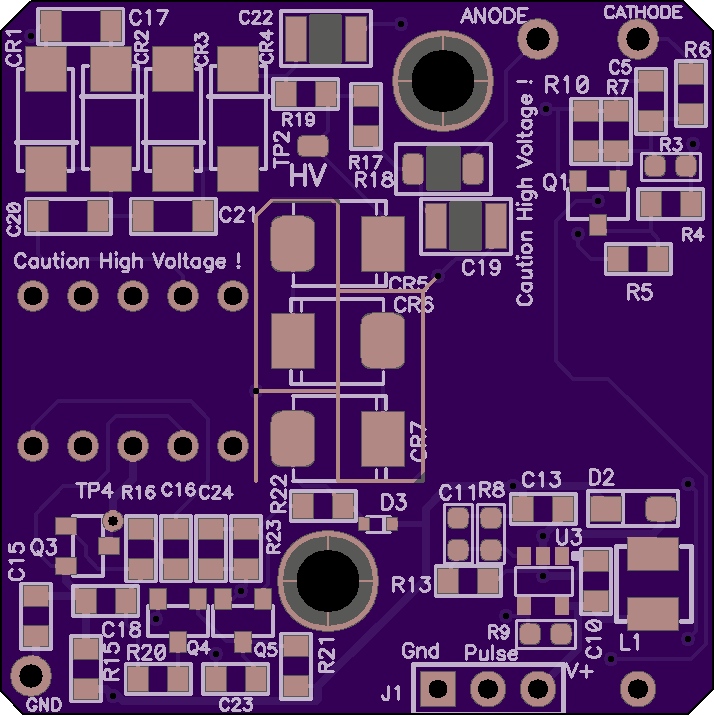 C17
C22
ANODE
CATHODE
CR1
CR2
CR3
CR4
R6
C5
R10
R7
R19
TP2
R17
HV
R18
R3
Q1
Caution High Voltage !
C20
C21
C19
R4
R5
Caution High Voltage !
CR5
CR6
CR7
TP4
R16
C16
C24
R22
D3
C11
R8
C13
D2
Q3
R23
U3
C15
R13
C18
R15
R20
Q4
Q5
R21
R9
C10
L1
Gnd
Pulse
V+
J1
GND
C23